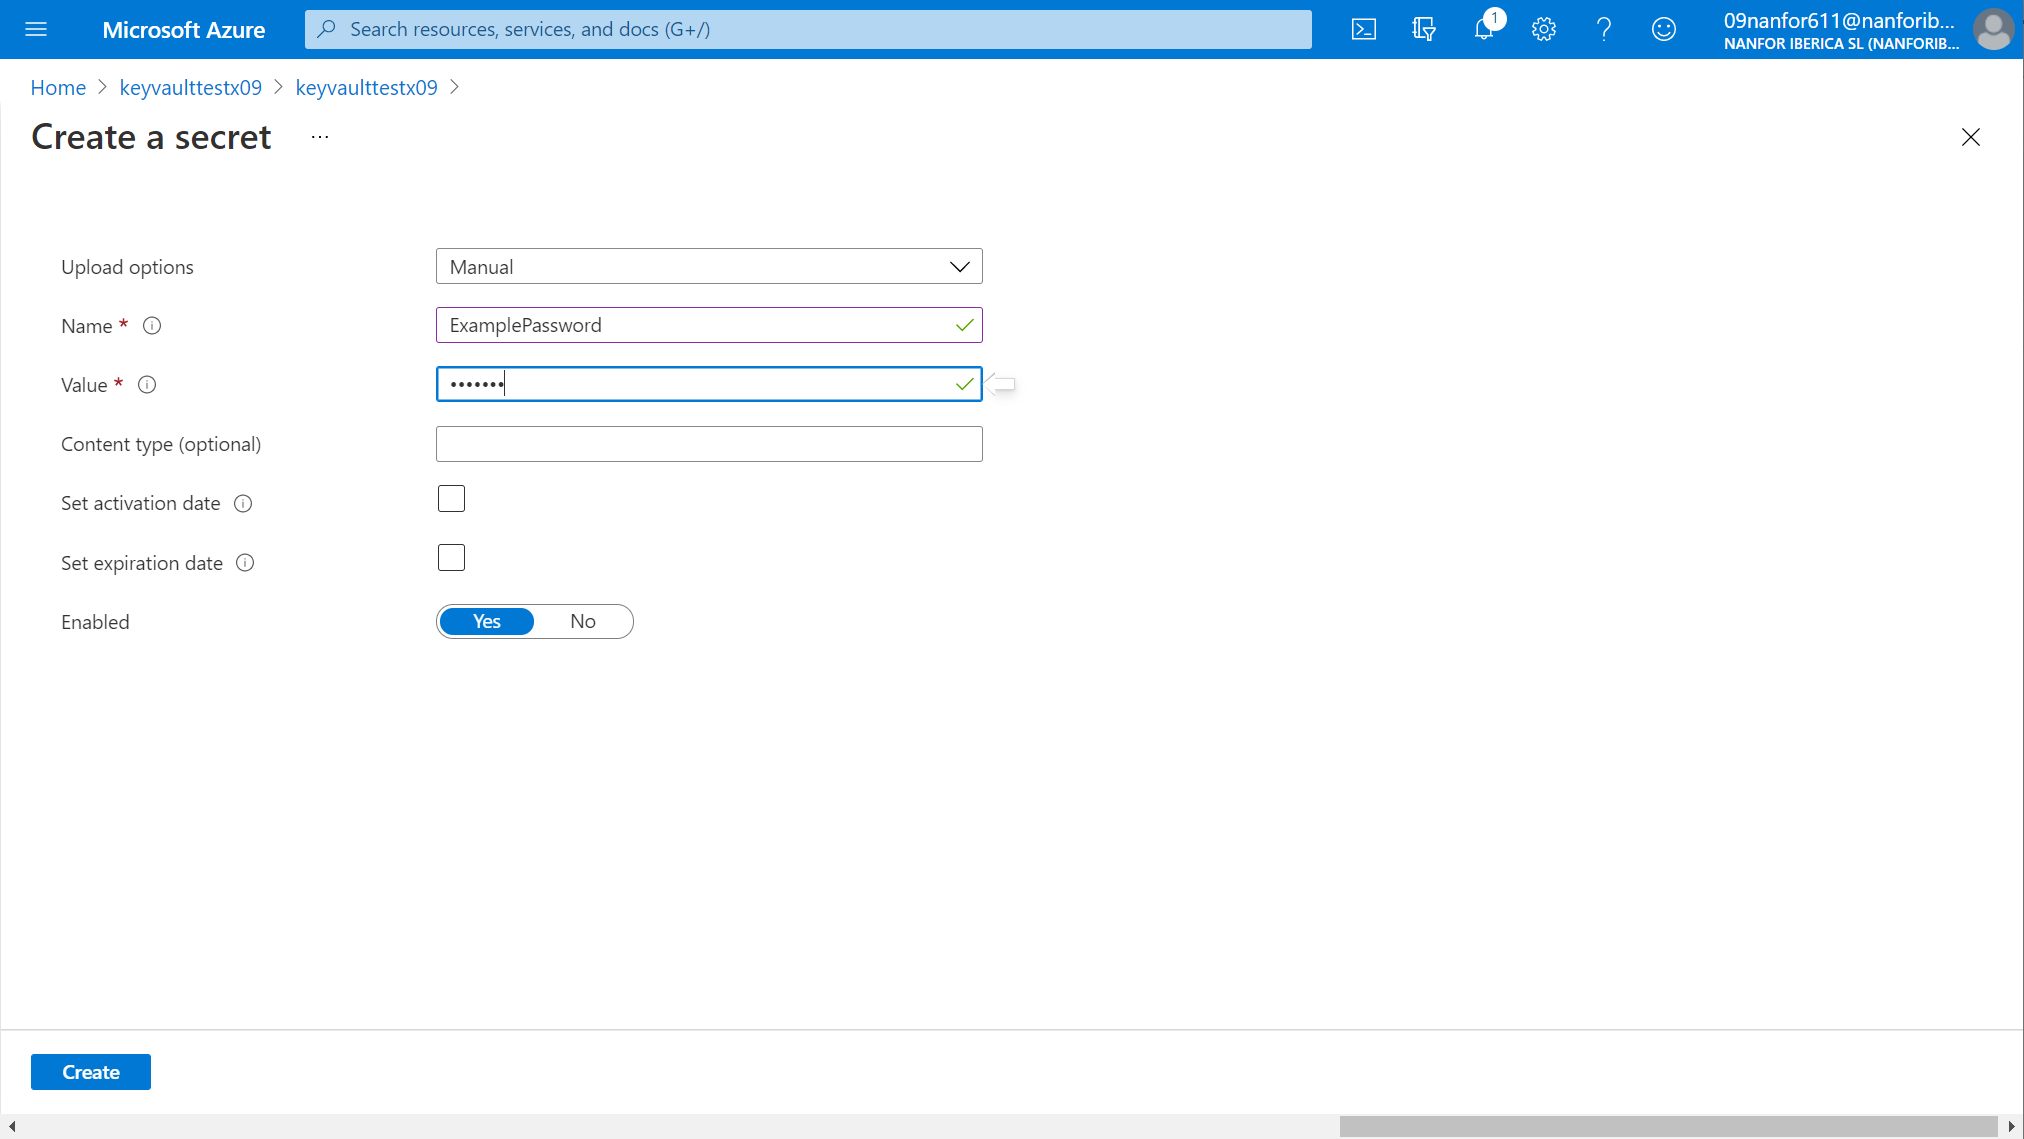 Microsoft Azure
Search resources, services, and docs (G+/)
1
09nanfor611@nanforib...
NANFOR IBERICA SL (NANFORIB...
Home > keyvaulttestx09 > keyvaulttestx09 >
Create a secret ...
Upload options
Manual
Name *
ExamplePassword
Value *
•••••••
Content type (optional)
Set activation date
Set expiration date
Enabled
Yes No
Create